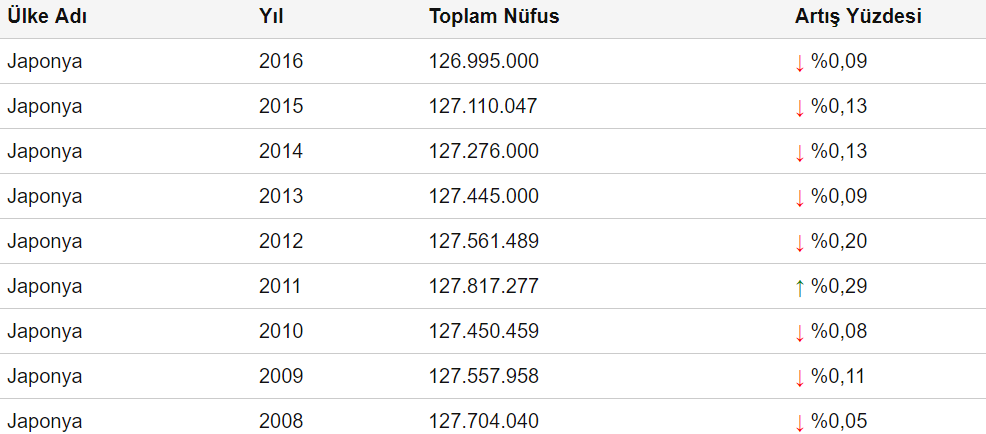 Ülke Adı Yıl Toplam Nüfus Artış Yüzdesi
Japonya 2016 126.995.000 ↓ %0,09
Japonya 2015 127.110.047 ↓ %0,13
Japonya 2014 127.276.000 ↓ %0,13
Japonya 2013 127.445.000 ↓ %0,09
Japonya 2012 127.561.489 ↓ %0,20
Japonya 2011 127.817.277 ↑ %0,29
Japonya 2010 127.450.459 ↓ %0,08
Japonya 2009 127.557.958 ↓ %0,11
Japonya 2008 127.704.040 ↓ %0,05